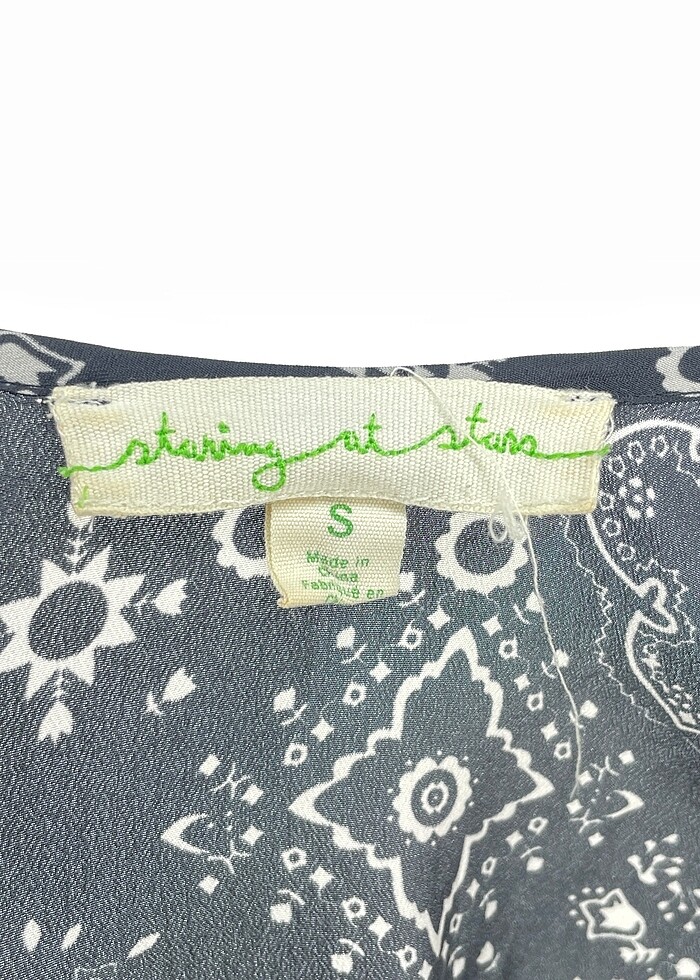 staring at stars
S
Made in
China
Fabriqué en